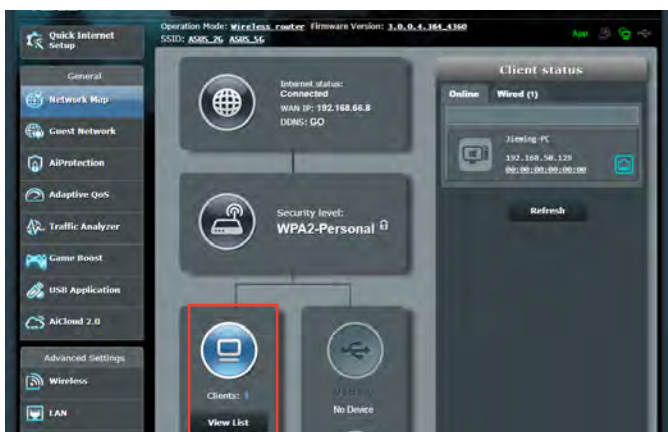 Quick Internet
Setup
Operation Mode: Wireless router Firmware Version: 3.0.0.4.384_4360
SSID: ASUS_2G ASUS_5G
App
General
Network Map
Guest Network
AiProtection
Adaptive QoS
Traffic Analyzer
Game Boost
USB Application
AiCloud 2.0
Advanced Settings
Wireless
LAN
Internet status:
Connected
WAN IP: 192.168.66.8
DDNS: GO
Security level:
WPA2-Personal
Clients:
View List
No Device
Client status
Online Wired (1)
Jieming-PC
192.168.50.129
00:00:00:00:00:00
Refresh